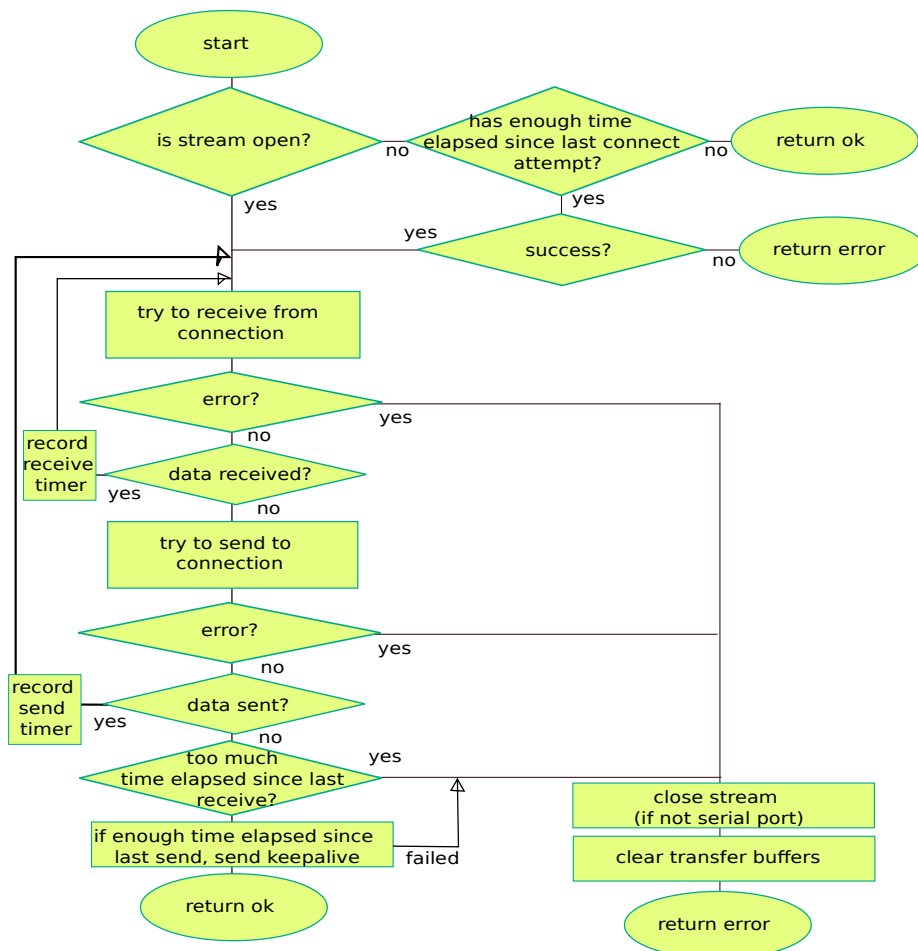 start
is stream open?
no
has enough time
elapsed since last connect
attempt?
no
return ok
yes
yes
yes
success?
no
return error
try to receive from
connection
error?
yes
no
record
receive
timer
yes
data received?
no
try to send to
connection
error?
yes
no
record
send
timer
yes
data sent?
no
too much
time elapsed since last
receive?
yes
if enough time elapsed since
last send, send keepalive
failed
return ok
close stream
(if not serial port)
clear transfer buffers
return error